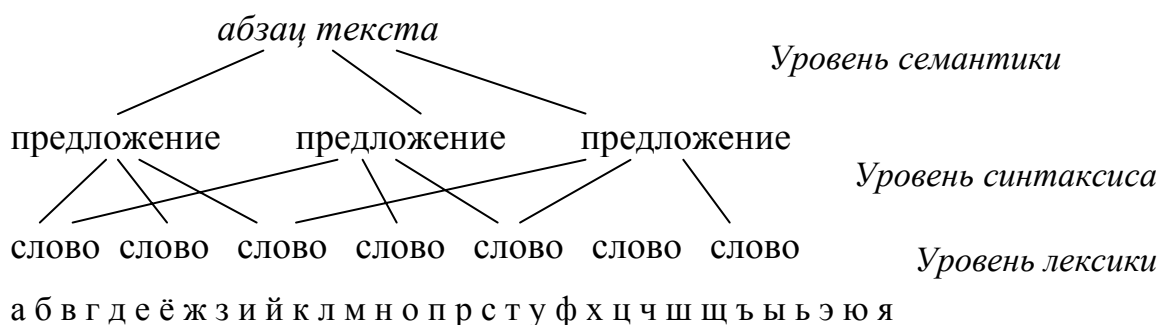 абзац текста
Уровень семантики
предложение предложение предложение
Уровень синтаксиса
слово слово слово слово слово слово слово
Уровень лексики
а б в г д е ё ж з и й к л м н о п р с т у ф х ц ч ш щ ъ ы ь э ю я